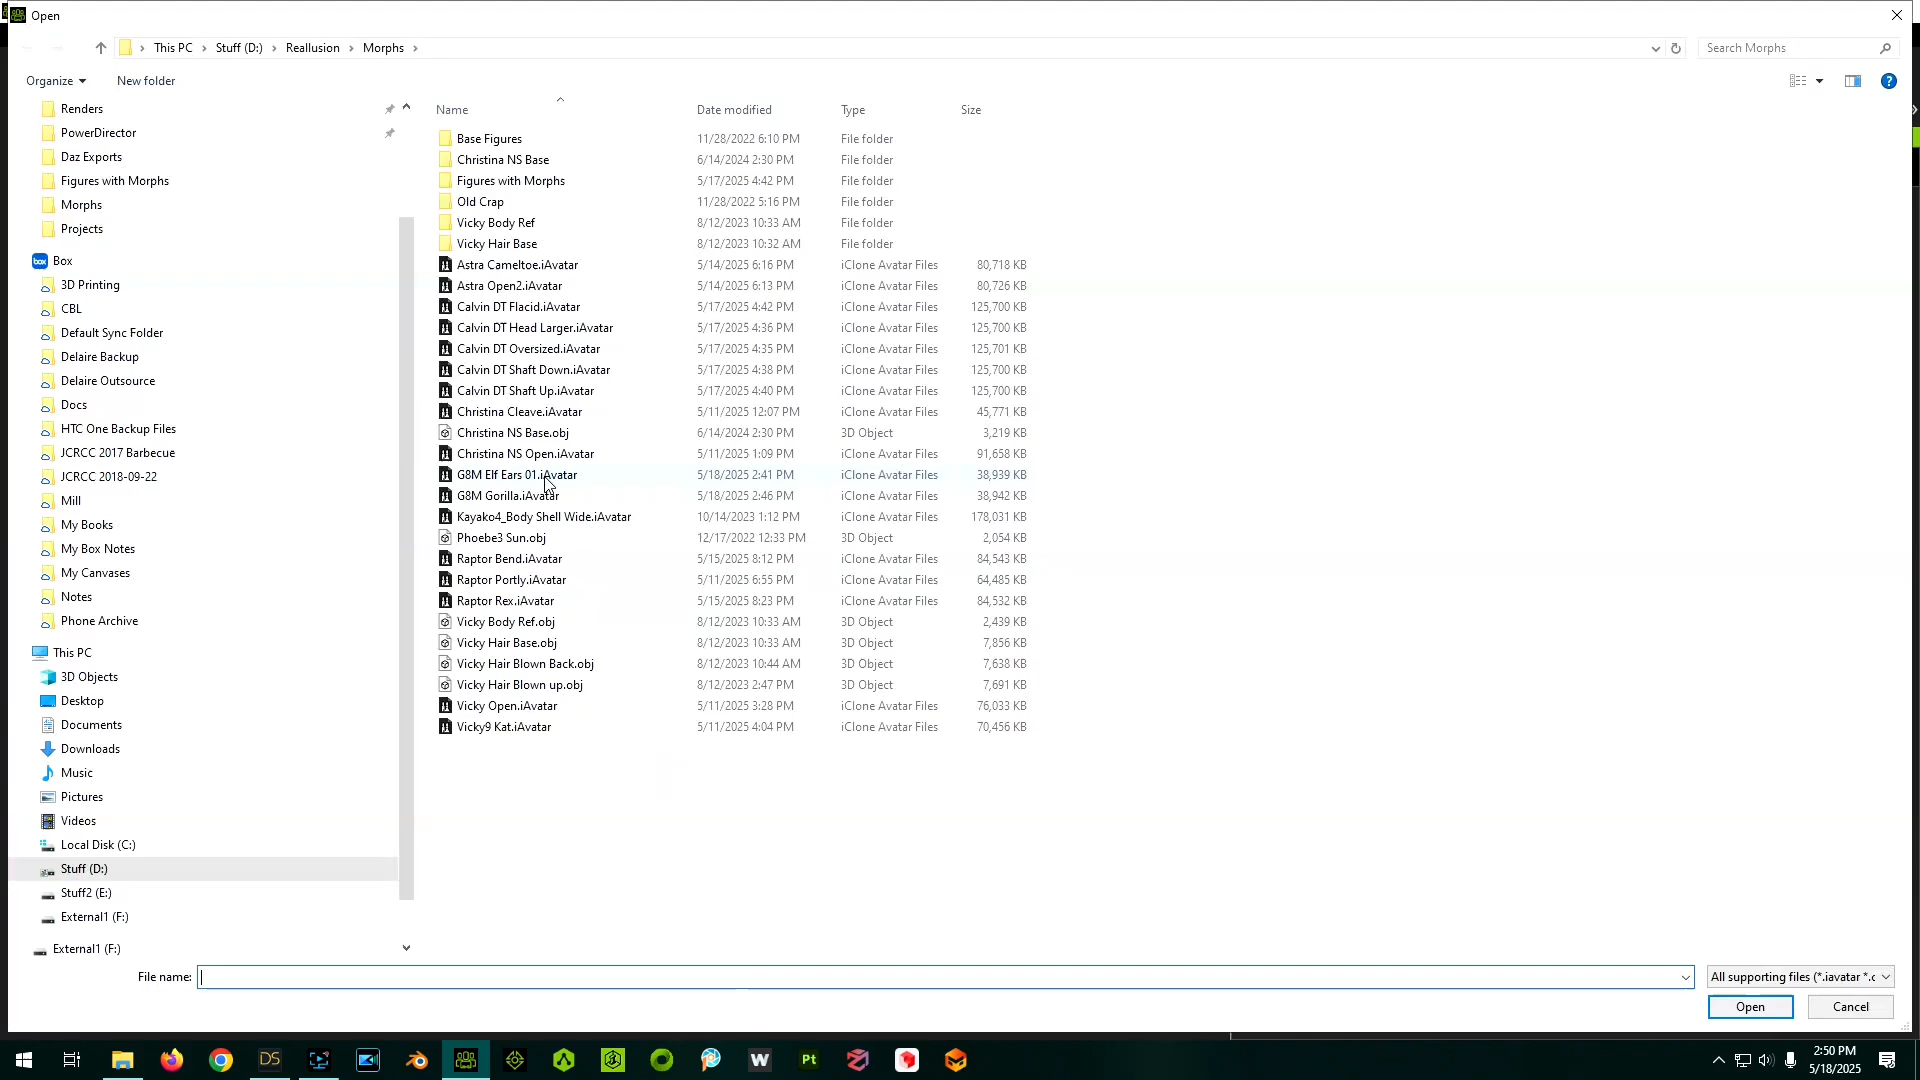 Open
This PC > Stuff (D:) > Reallusion > Morphs >
Search Morphs
Organize
New folder
Name
Date modified
Type
Size
Renders
PowerDirector
Daz Exports
Figures with Morphs
Morphs
Projects
Box
3D Printing
CBL
Default Sync Folder
Delaire Backup
Delaire Outsource
Docs
HTC One Backup Files
JCRCC 2017 Barbecue
JCRCC 2018-09-22
Mill
My Books
My Box Notes
My Canvases
Notes
Phone Archive
This PC
3D Objects
Desktop
Documents
Downloads
Music
Pictures
Videos
Local Disk (C:)
Stuff (D:)
Stuff2 (E:)
External1 (F:)
External1 (F:)
Base Figures 11/28/2022 6:10 PM File folder
Christina NS Base 6/14/2024 2:30 PM File folder
Figures with Morphs 5/17/2025 4:42 PM File folder
Old Crap 11/28/2022 5:16 PM File folder
Vicky Body Ref 8/12/2023 10:33 AM File folder
Vicky Hair Base 8/12/2023 10:32 AM File folder
Astra Cameltoe.iAvatar 5/14/2025 6:16 PM iClone Avatar Files 80,718 KB
Astra Open2.iAvatar 5/14/2025 6:13 PM iClone Avatar Files 80,726 KB
Calvin DT Flacid.iAvatar 5/17/2025 4:42 PM iClone Avatar Files 125,700 KB
Calvin DT Head Larger.iAvatar 5/17/2025 4:36 PM iClone Avatar Files 125,700 KB
Calvin DT Oversized.iAvatar 5/17/2025 4:35 PM iClone Avatar Files 125,701 KB
Calvin DT Shaft Down.iAvatar 5/17/2025 4:38 PM iClone Avatar Files 125,700 KB
Calvin DT Shaft Up.iAvatar 5/17/2025 4:40 PM iClone Avatar Files 125,700 KB
Christina Cleave.iAvatar 5/11/2025 12:07 PM iClone Avatar Files 45,771 KB
Christina NS Base.obj 6/14/2024 2:30 PM 3D Object 3,219 KB
Christina NS Open.iAvatar 5/11/2025 1:09 PM iClone Avatar Files 91,658 KB
G8M Elf Ears 01.iAvatar 5/18/2025 2:41 PM iClone Avatar Files 38,939 KB
G8M Gorilla.iAvatar 5/18/2025 2:46 PM iClone Avatar Files 38,942 KB
Kayako4_Body Shell Wide.iAvatar 10/14/2023 1:12 PM iClone Avatar Files 178,031 KB
Phoebe3 Sun.obj 12/17/2022 12:33 PM 3D Object 2,054 KB
Raptor Bend.iAvatar 5/15/2025 8:12 PM iClone Avatar Files 84,543 KB
Raptor Portly.iAvatar 5/11/2025 6:55 PM iClone Avatar Files 64,485 KB
Raptor Rex.iAvatar 5/15/2025 8:23 PM iClone Avatar Files 84,532 KB
Vicky Body Ref.obj 8/12/2023 10:33 AM 3D Object 2,439 KB
Vicky Hair Base.obj 8/12/2023 10:33 AM 3D Object 7,856 KB
Vicky Hair Blown Back.obj 8/12/2023 10:44 AM 3D Object 7,638 KB
Vicky Hair Blown up.obj 8/12/2023 2:47 PM 3D Object 7,691 KB
Vicky Open.iAvatar 5/11/2025 3:28 PM iClone Avatar Files 76,033 KB
Vicky9 Kat.iAvatar 5/11/2025 4:04 PM iClone Avatar Files 70,456 KB
File name:
All supporting files (*.iavatar *.c
Open
Cancel
DS
W
Pt
2:50 PM
5/18/2025